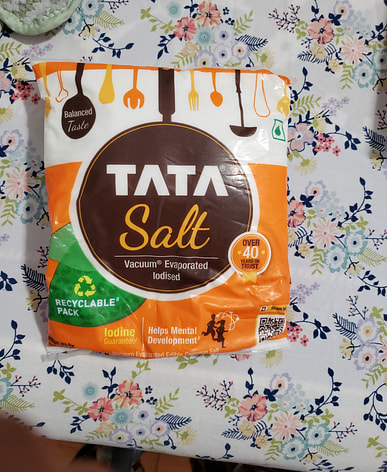 Balanced
Taste
TATA
Salt
Vacuum® Evaporated
Iodised
OVER
40
YEARS OF
TRUST
RECYCLABLE#
PACK
Iodine
Guarantee
Helps Mental
Development